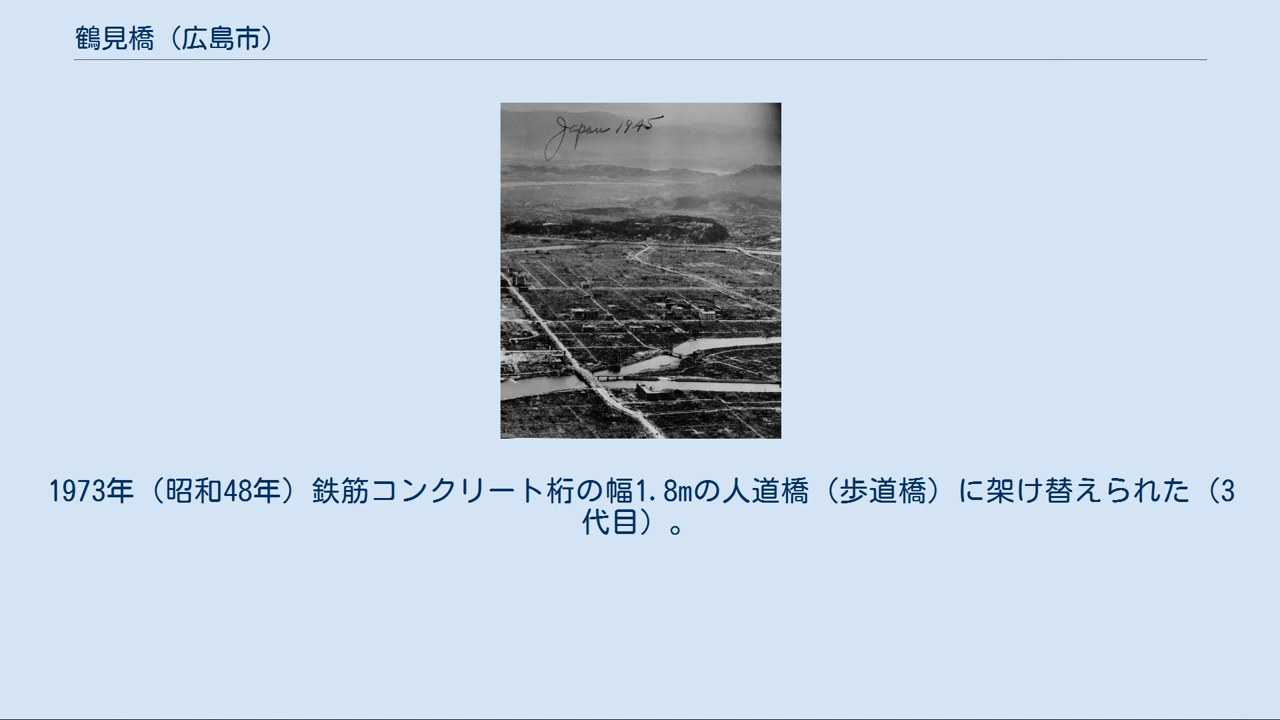 鶴見橋（広島市）
Japan 1945
1973年（昭和48年）鉄筋コンクリート桁の幅1.8mの人道橋（歩道橋）に架け替えられた（3
代目）。